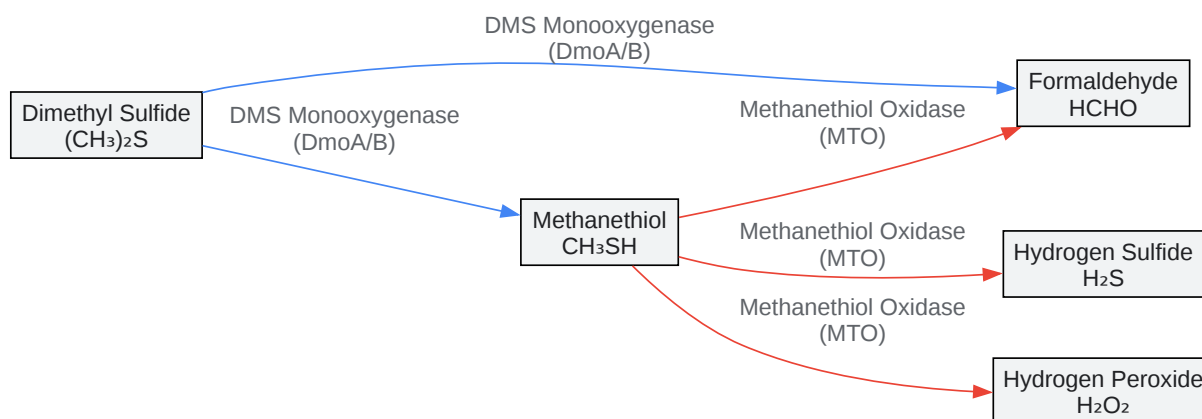 DMS Monooxygenase
(DmoA/B)
Dimethyl Sulfide
(CH₃)₂S
DMS Monooxygenase
(DmoA/B)
Formaldehyde
HCHO
Methanethiol Oxidase
(MTO)
Methanethiol
CH₃SH
Methanethiol Oxidase
(MTO)
Hydrogen Sulfide
H₂S
Methanethiol Oxidase
(MTO)
Hydrogen Peroxide
H₂O₂